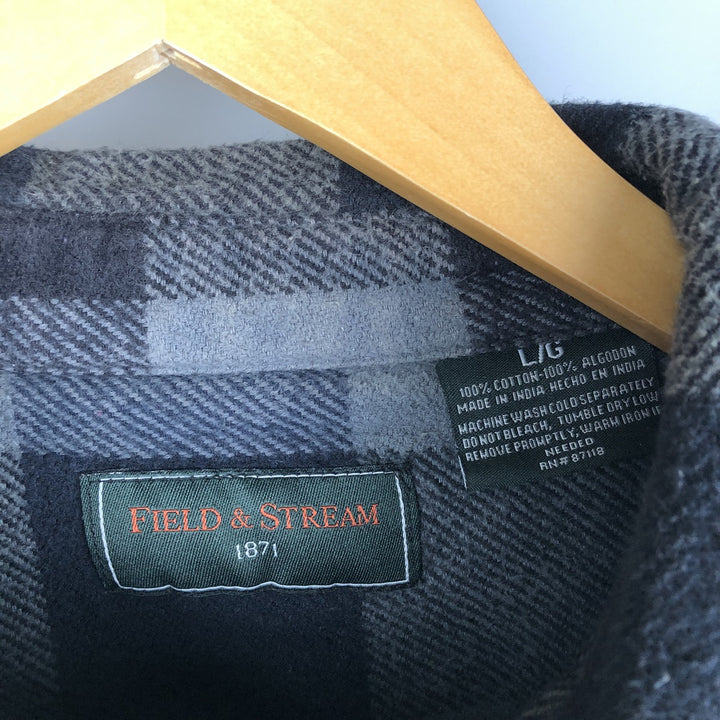 L/G
100% COTTON-100% ALGODON
MADE IN INDIA HECHO EN INDIA
MACHINE WASH COLD SEPARATELY
DO NOT BLEACH, TUMBLE DRY LOW
REMOVE PROMPTLY, WARM IRON IF
NEEDED
RN# 87118
FIELD & STREAM
1871